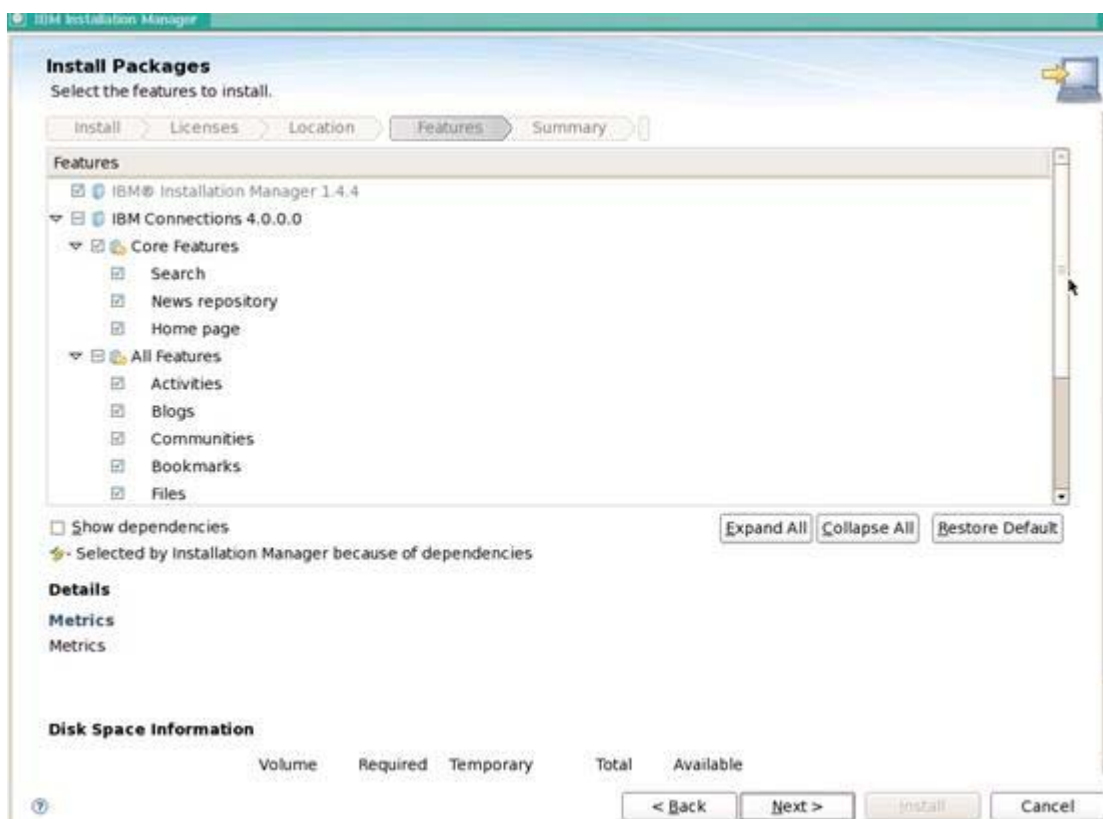 IBM Installation Manager
Install Packages
Select the features to install.
Install Licenses Location Features Summary
Features
IBM® Installation Manager 1.4.4
IBM Connections 4.0.0.0
Core Features
Search
News repository
Home page
All Features
Activities
Blogs
Communities
Bookmarks
Files
Show dependencies
Expand All Collapse All Restore Default
- Selected by Installation Manager because of dependencies
Details
Metrics
Metrics
Disk Space Information
Volume Required Temporary Total Available
? < Back Next > Install Cancel